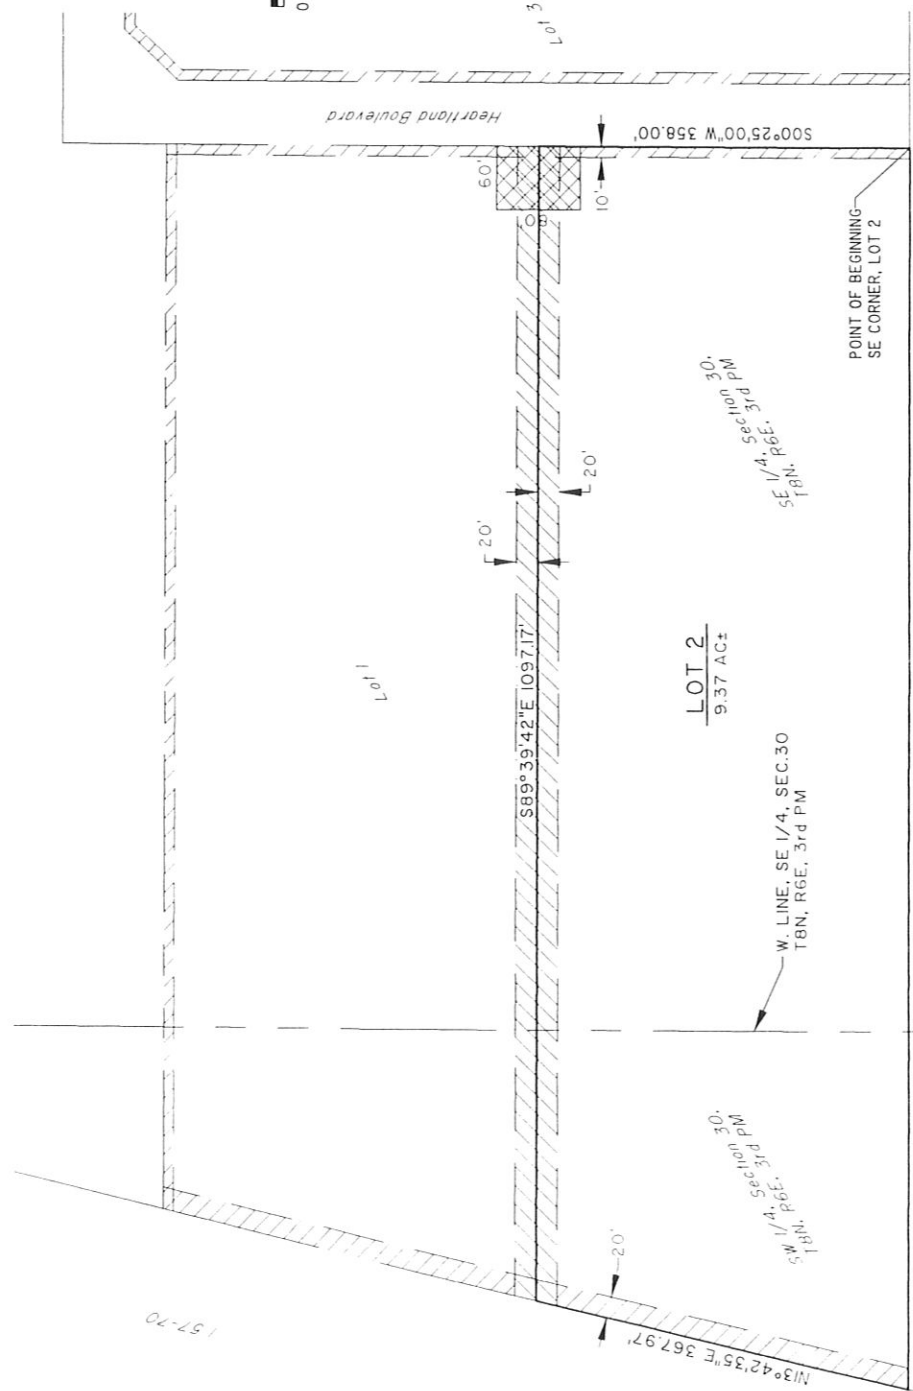 0
Lot 3
Heartland Boulevard
S00°25'00"W 358.00'
60'
80'
10'
POINT OF BEGINNING
SE CORNER, LOT 2
SE 1/4, Section 30,
T8N, R6E, 3rd PM
20'
20'
S89°39'42"E 1097.17'
Lot 1
LOT 2
9.37 AC±
W. LINE, SE 1/4, SEC.30
T8N, R6E, 3rd PM
SW 1/4, Section 30,
T8N, R6E, 3rd PM
20'
N13°42'35"E 367.97'
57-70